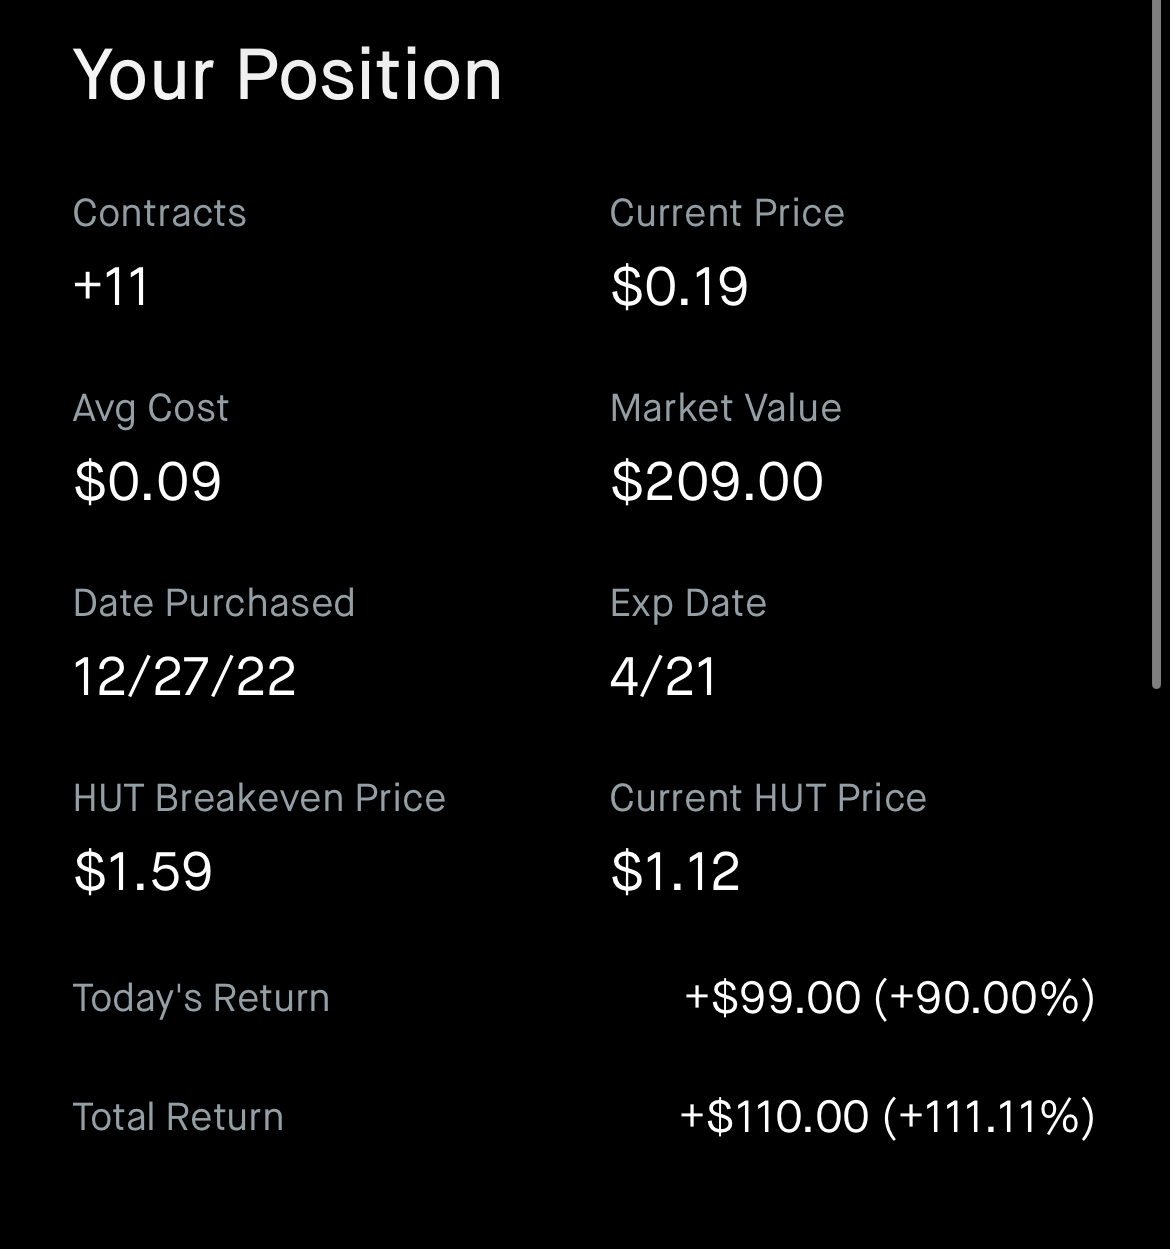 Your Position
Contracts
Current Price
+11
$0.19
Avg Cost
Market Value
$0.09
$209.00
Date Purchased
Exp Date
12/27/22
4/21
HUT Breakeven Price
Current HUT Price
$1.59
$1.12
Today's Return
+$99.00 (+90.00%)
Total Return
+$110.00 (+111.11%)